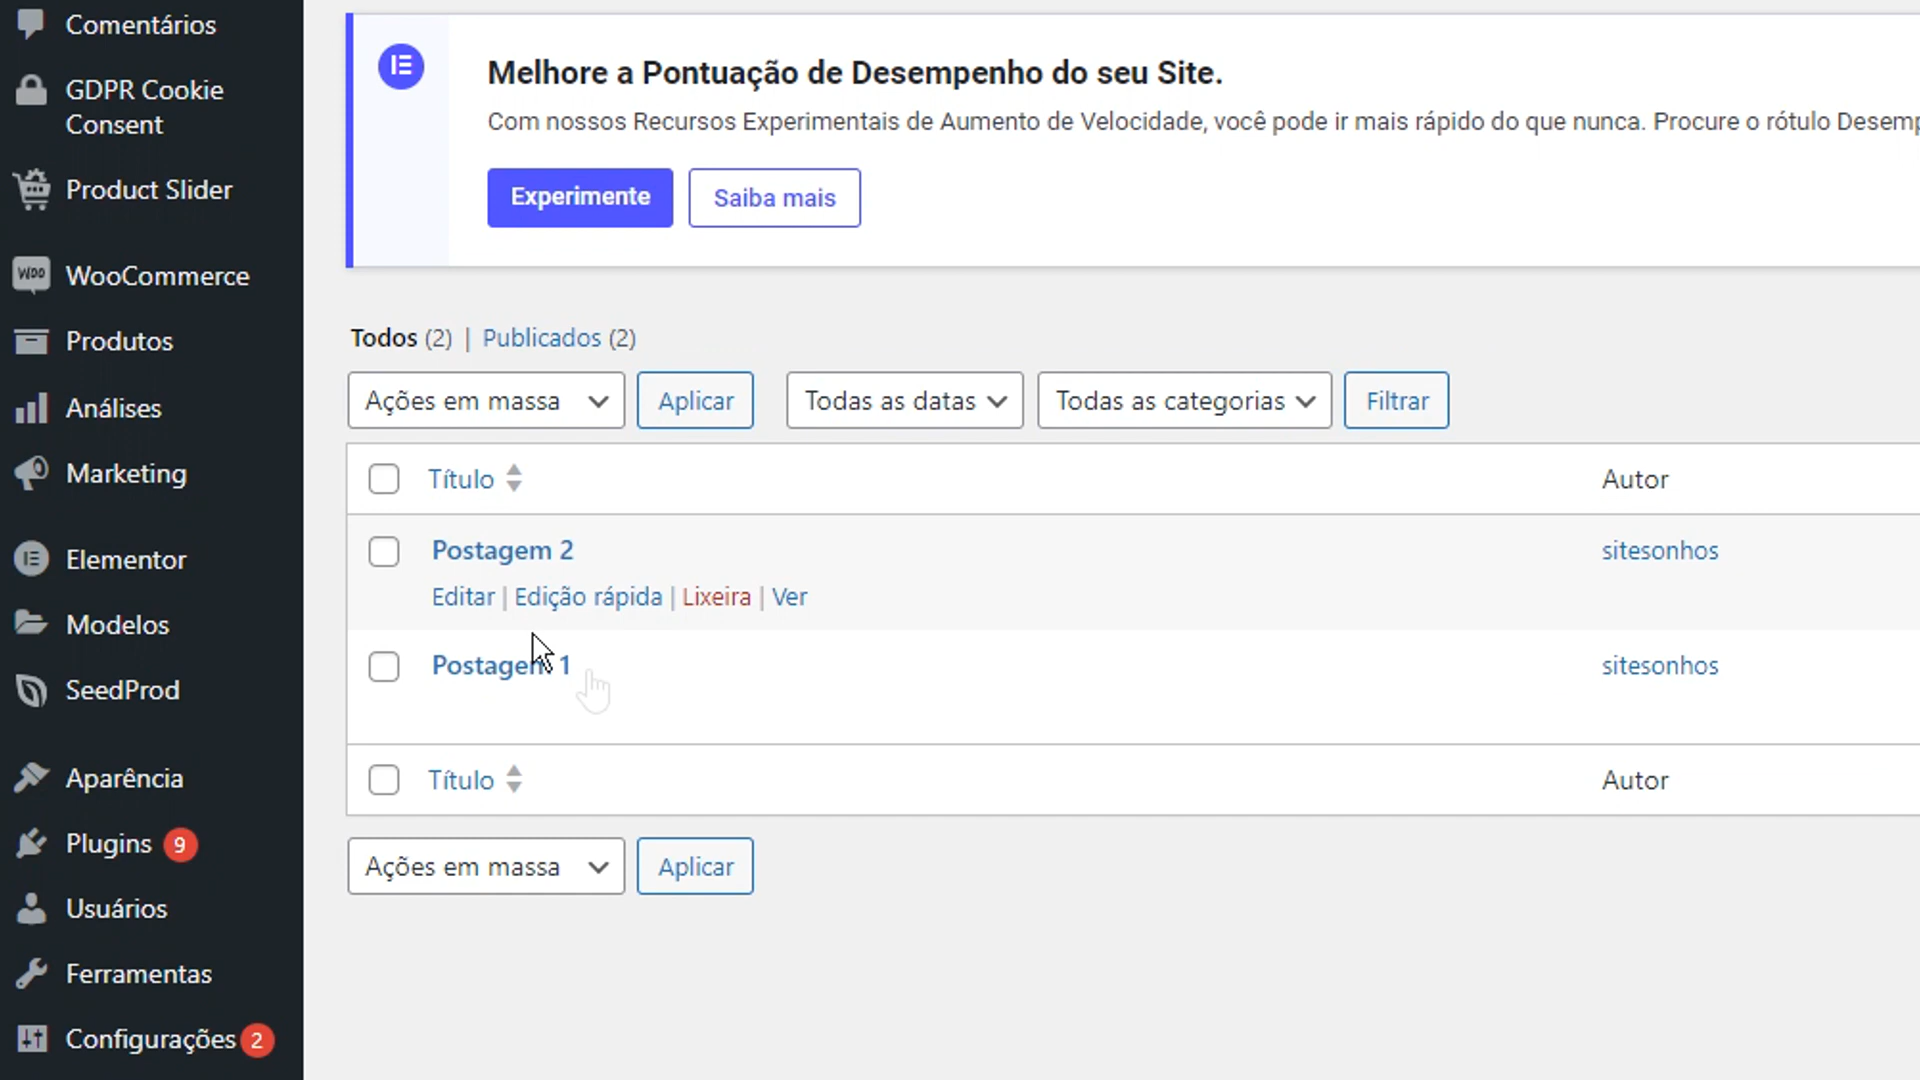 Comentários
GDPR Cookie
Consent
Product Slider
WooCommerce
Produtos
Análises
Marketing
Elementor
Modelos
SeedProd
Aparência
Plugins 9
Usuários
Ferramentas
Configurações 2
Melhore a Pontuação de Desempenho do seu Site.
Com nossos Recursos Experimentais de Aumento de Velocidade, você pode ir mais rápido do que nunca. Procure o rótulo Desemp
Experimente Saiba mais
Todos (2) | Publicados (2)
Ações em massa Aplicar Todas as datas Todas as categorias Filtrar
Título Autor
Postagem 2 sitesonhos
Editar | Edição rápida | Lixeira | Ver
Postagem 1 sitesonhos
Título Autor
Ações em massa Aplicar